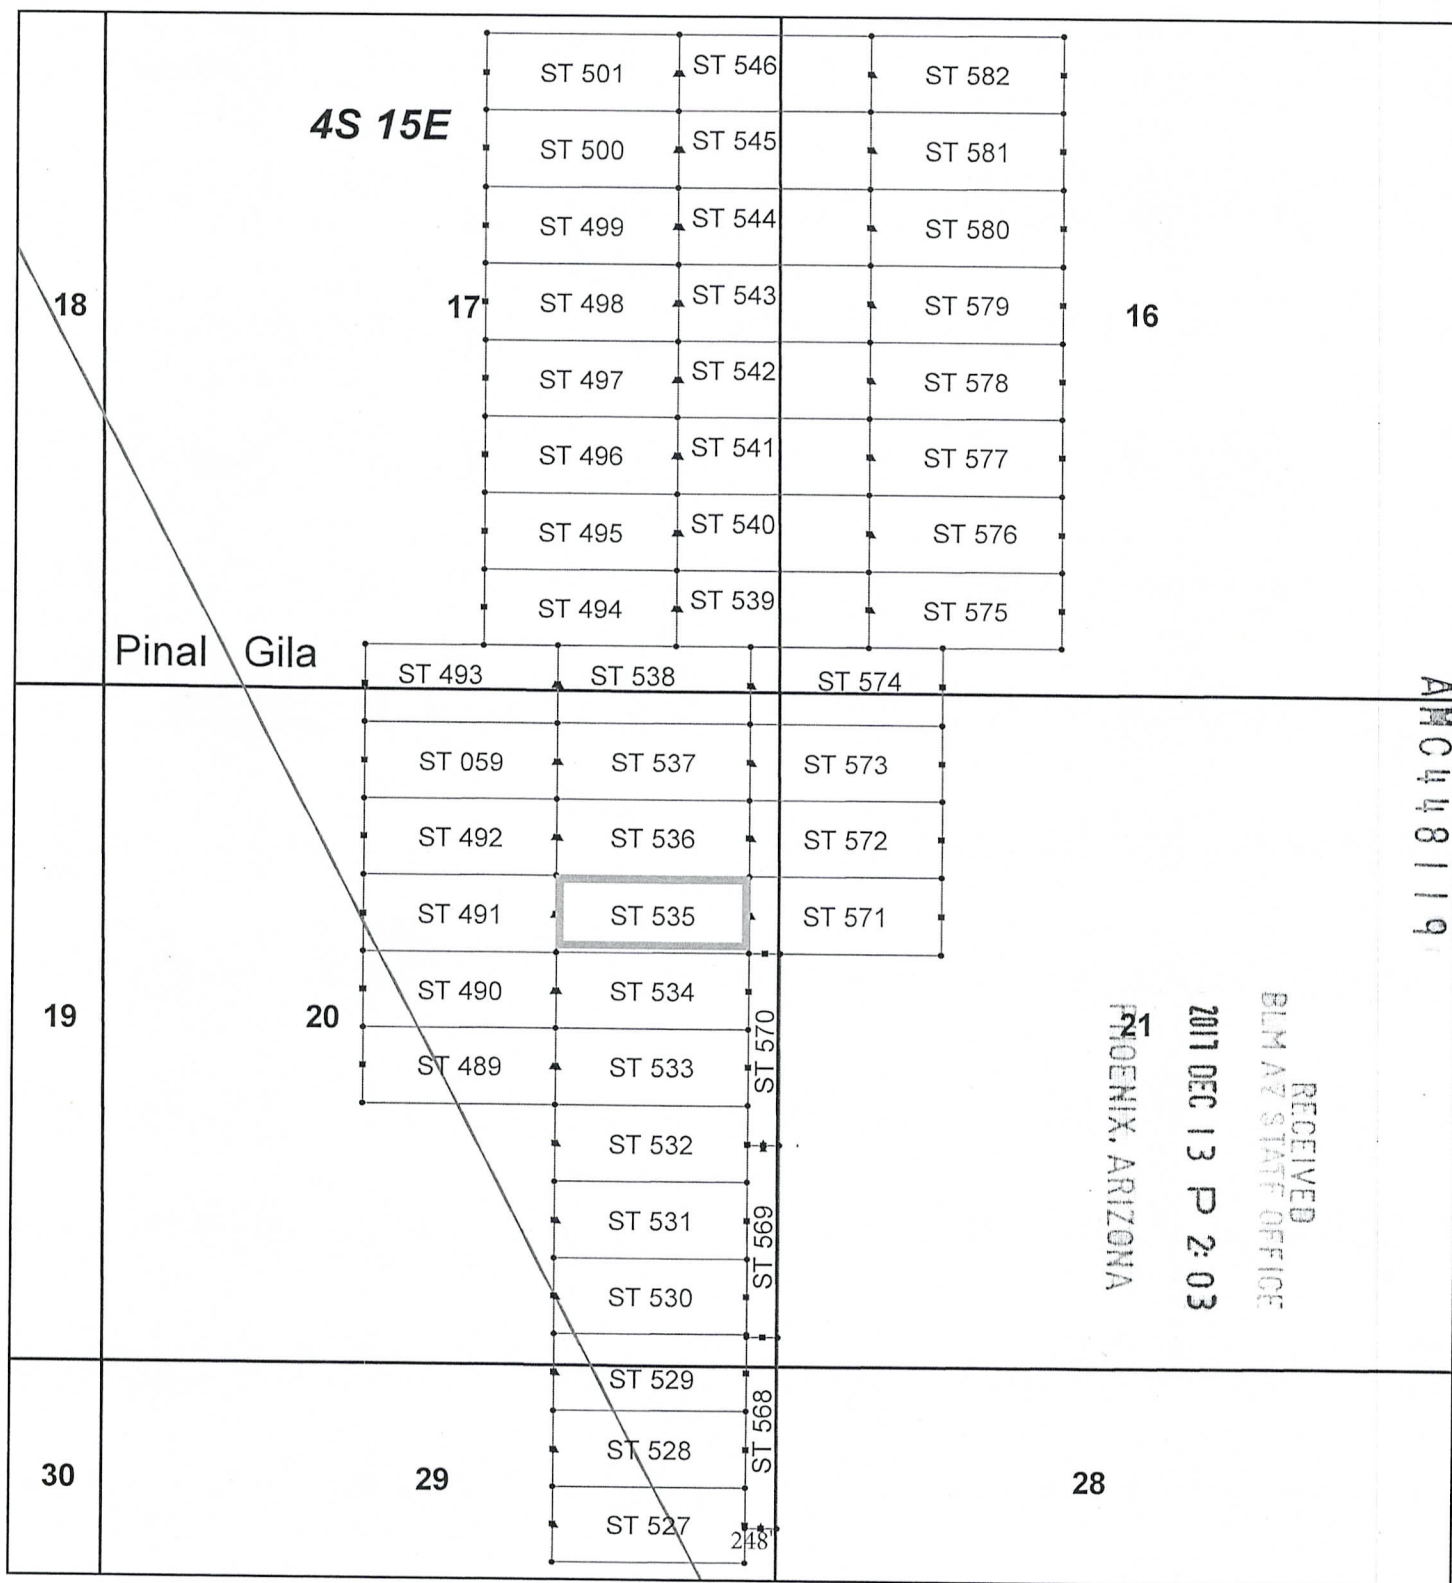 ST 501 ST 546 ST 582
4S 15E
ST 500 ST 545 ST 581
ST 499 ST 544 ST 580
18 17 ST 498 ST 543 ST 579 16
ST 497 ST 542 ST 578
ST 496 ST 541 ST 577
ST 495 ST 540 ST 576
ST 494 ST 539 ST 575
Pinal Gila
ST 493 ST 538 ST 574
ST 059 ST 537 ST 573
ST 492 ST 536 ST 572
ST 491 ST 535 ST 571
ST 490 ST 534
19 20 21
ST 570
ST 489 ST 533
ST 532
ST 531
ST 569
ST 530
ST 529
ST 568
ST 528
30 29 28
ST 527
248'
AMC448119
RECEIVED
BLM AZ STATE OFFICE
2017 DEC 13 P 2:03
PHOENIX, ARIZONA